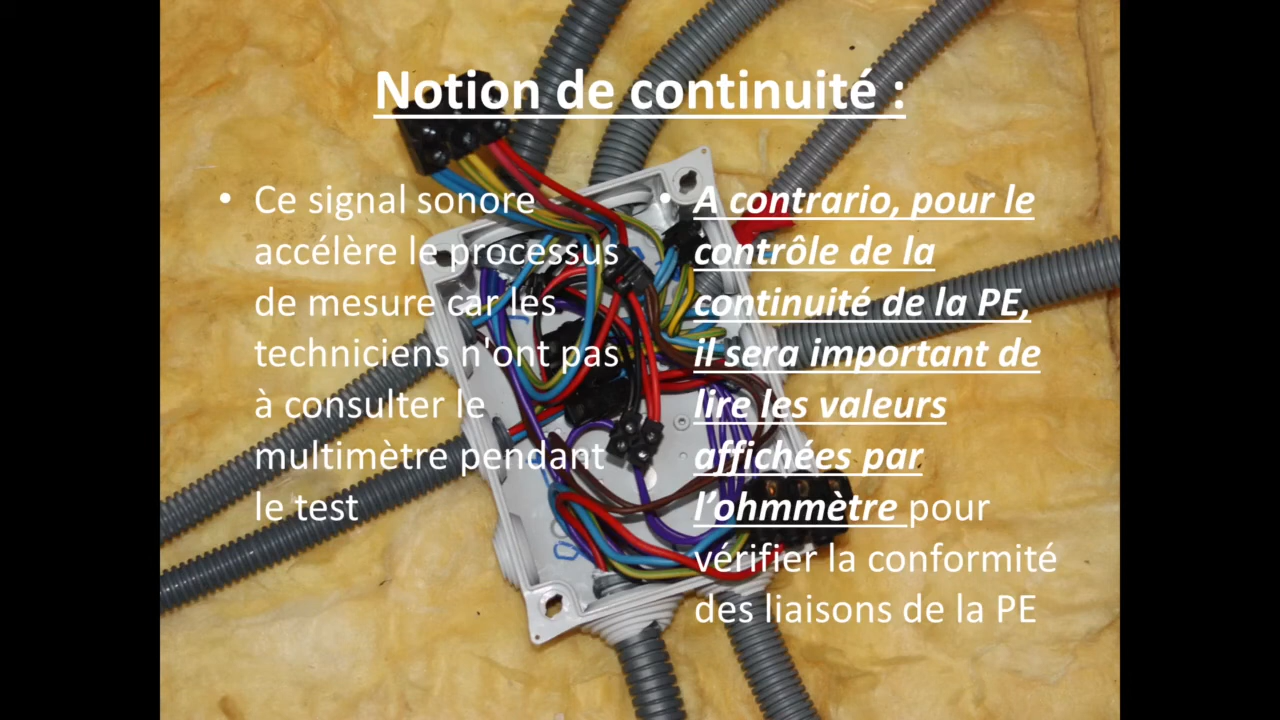 Notion de continuité :
• Ce signal sonore
accélère le processus
de mesure car les
techniciens n'ont pas
à consulter le
multimètre pendant
le test
• A contrario, pour le
contrôle de la
continuité de la PE,
il sera important de
lire les valeurs
affichées par
l’ohmmètre pour
vérifier la conformité
des liaisons de la PE